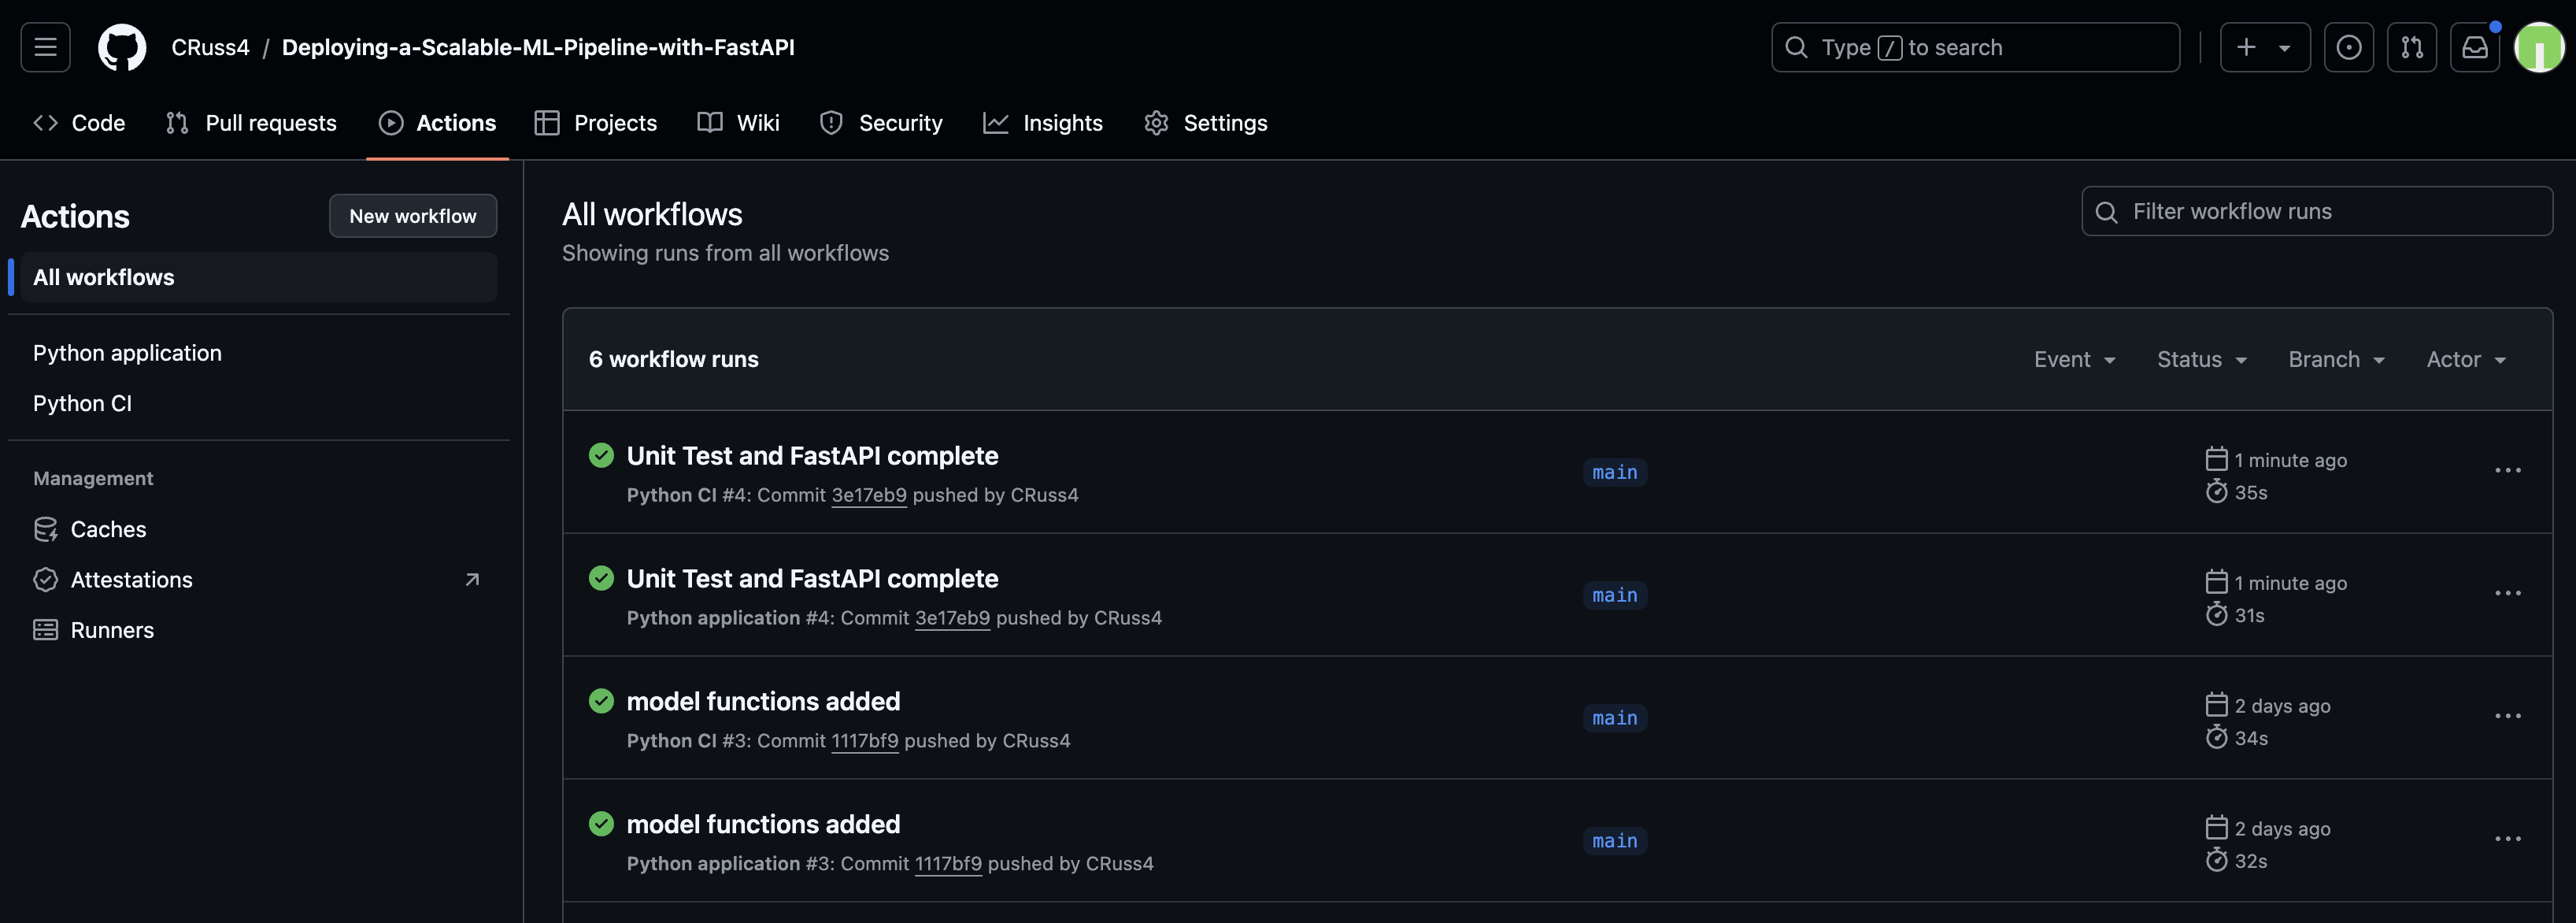 CRuss4 / Deploying-a-Scalable-ML-Pipeline-with-FastAPI
Type / to search
Code
Pull requests
Actions
Projects
Wiki
Security
Insights
Settings
Actions
New workflow
All workflows
Python application
Python CI
Management
Caches
Attestations
Runners
All workflows
Showing runs from all workflows
Filter workflow runs
6 workflow runs
Event
Status
Branch
Actor
Unit Test and FastAPI complete
Python CI #4: Commit 3e17eb9 pushed by CRuss4
main
1 minute ago
35s
Unit Test and FastAPI complete
Python application #4: Commit 3e17eb9 pushed by CRuss4
main
1 minute ago
31s
model functions added
Python CI #3: Commit 1117bf9 pushed by CRuss4
main
2 days ago
34s
model functions added
Python application #3: Commit 1117bf9 pushed by CRuss4
main
2 days ago
32s